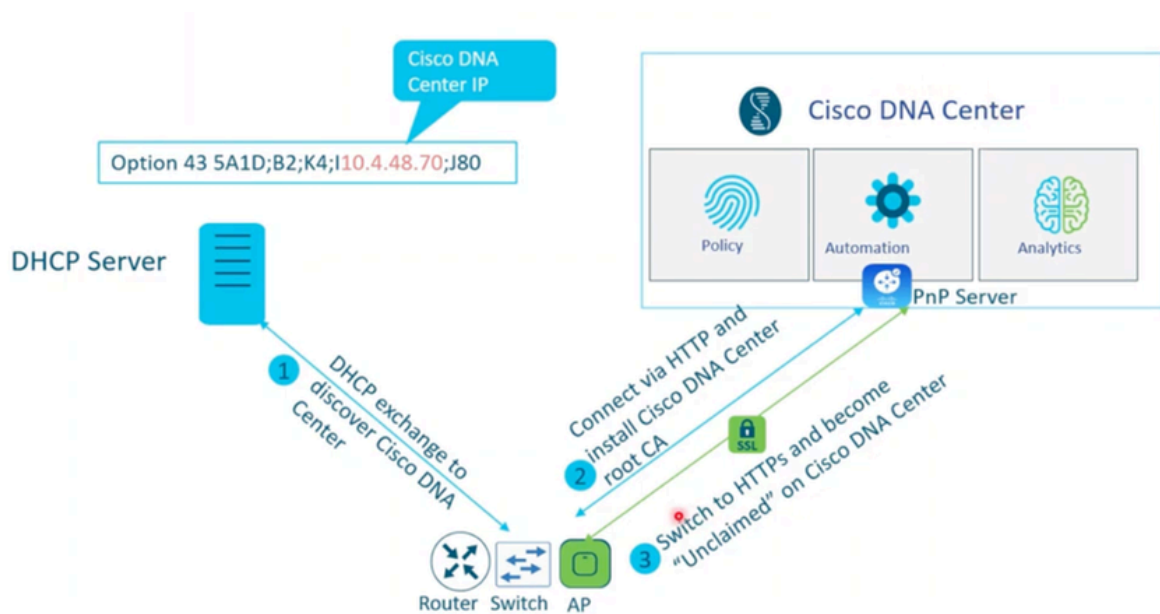 Cisco DNA
Center IP
Option 43 5A1D;B2;K4;I10.4.48.70;J80
DHCP Server
Cisco DNA Center
Policy
Automation
Analytics
PnP Server
1
DHCP exchange to
discover Cisco DNA
Center
2
Connect via HTTP and
install Cisco DNA Center
root CA
SSL
3
Switch to HTTPs and become
“Unclaimed” on Cisco DNA Center
Router
Switch
AP